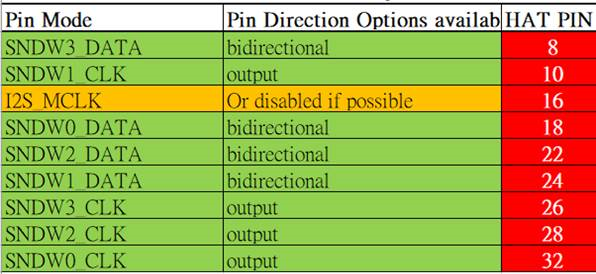 Pin Mode Pin Direction Options availab HAT PIN
SNDW3_DATA bidirectional 8
SNDW1_CLK output 10
I2S_MCLK Or disabled if possible 16
SNDW0_DATA bidirectional 18
SNDW2_DATA bidirectional 22
SNDW1_DATA bidirectional 24
SNDW3_CLK output 26
SNDW2_CLK output 28
SNDW0_CLK output 32